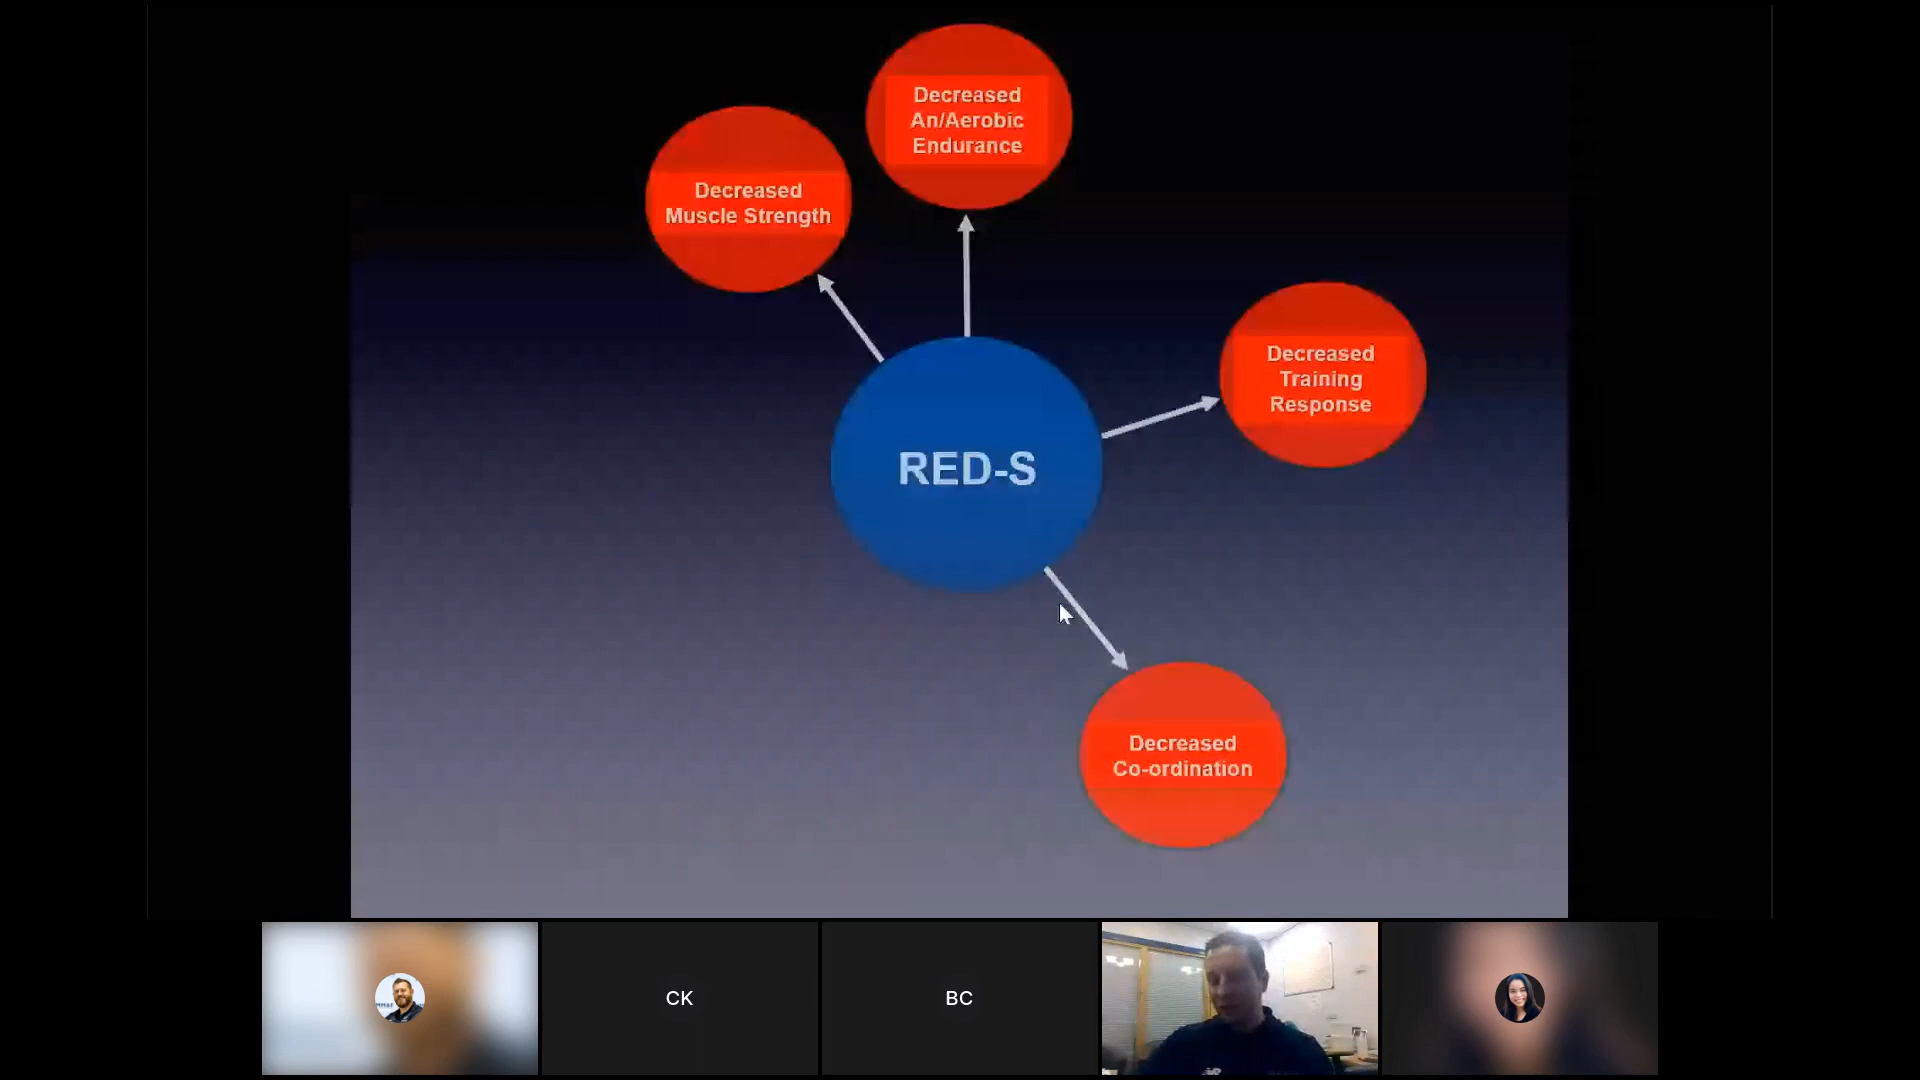 Decreased
An/Aerobic
Endurance
Decreased
Muscle Strength
Decreased
Training
Response
RED-S
Decreased
Co-ordination
CK
BC